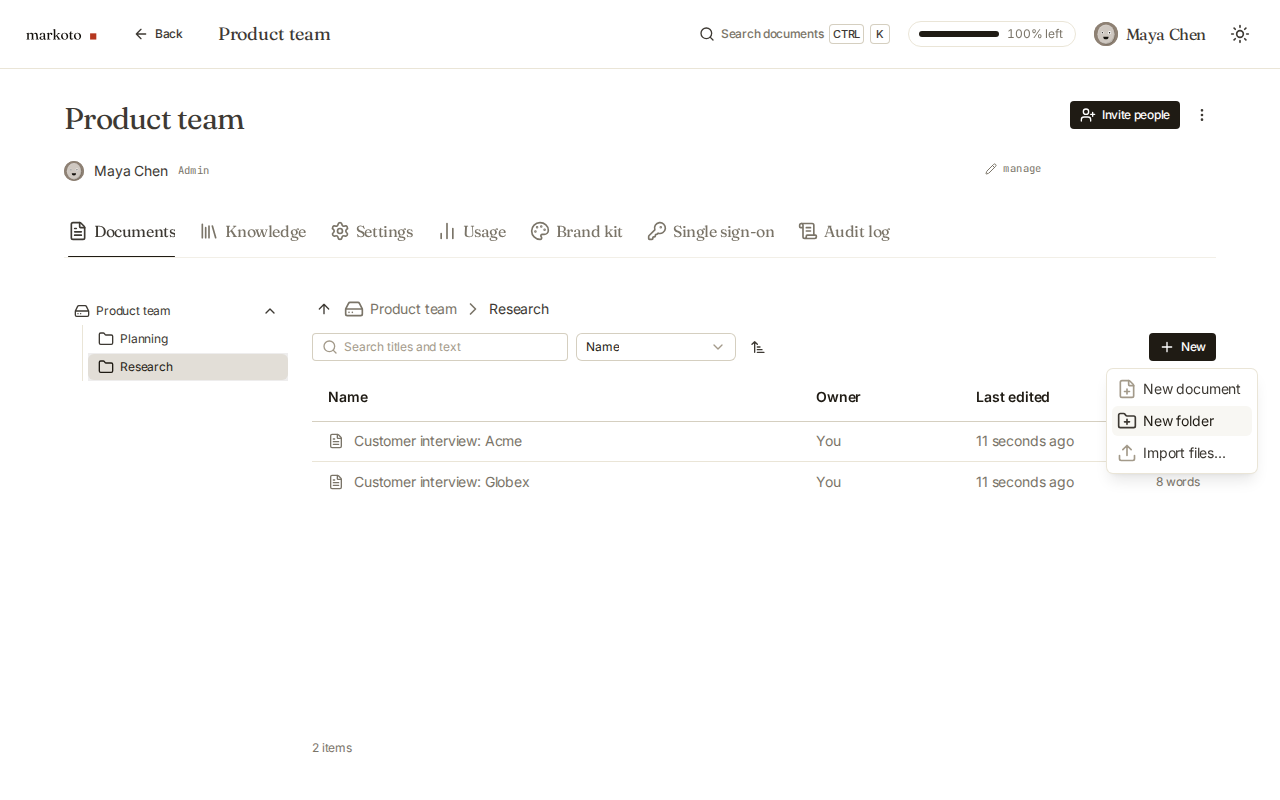 markoto
Back
Product team
Search documents CTRL K
100% left
Maya Chen
Product team
Invite people
Maya Chen Admin
manage
Documents
Knowledge
Settings
Usage
Brand kit
Single sign-on
Audit log
Product team
Planning
Research
Product team
Research
Search titles and text
Name
New
New document
New folder
Import files...
Name Owner Last edited
Customer interview: Acme You 11 seconds ago
Customer interview: Globex You 11 seconds ago 8 words
2 items